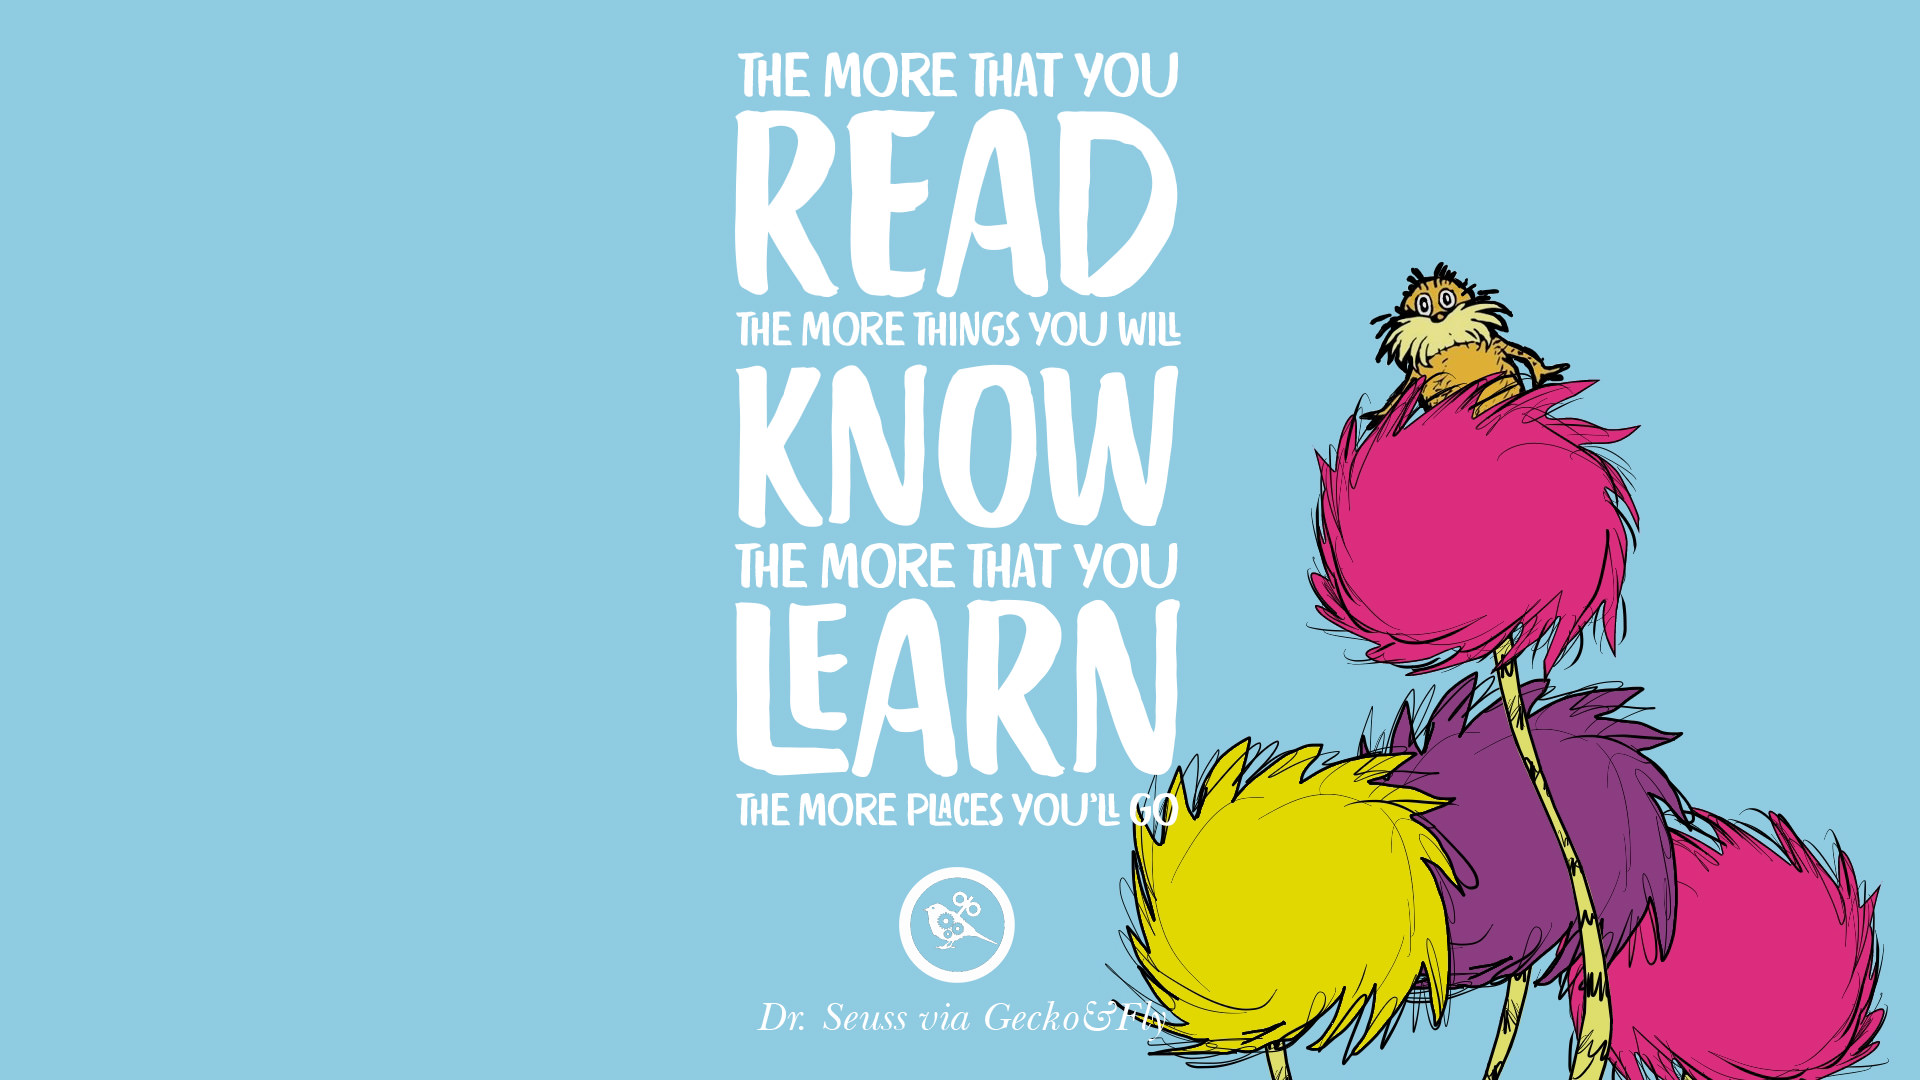 THE MORE THAT YOU
READ
THE MORE THINGS YOU WILL
KNOW
THE MORE THAT YOU
LEARN
THE MORE PLACES YOU'LL GO
Dr. Seuss via Gecko&Fly